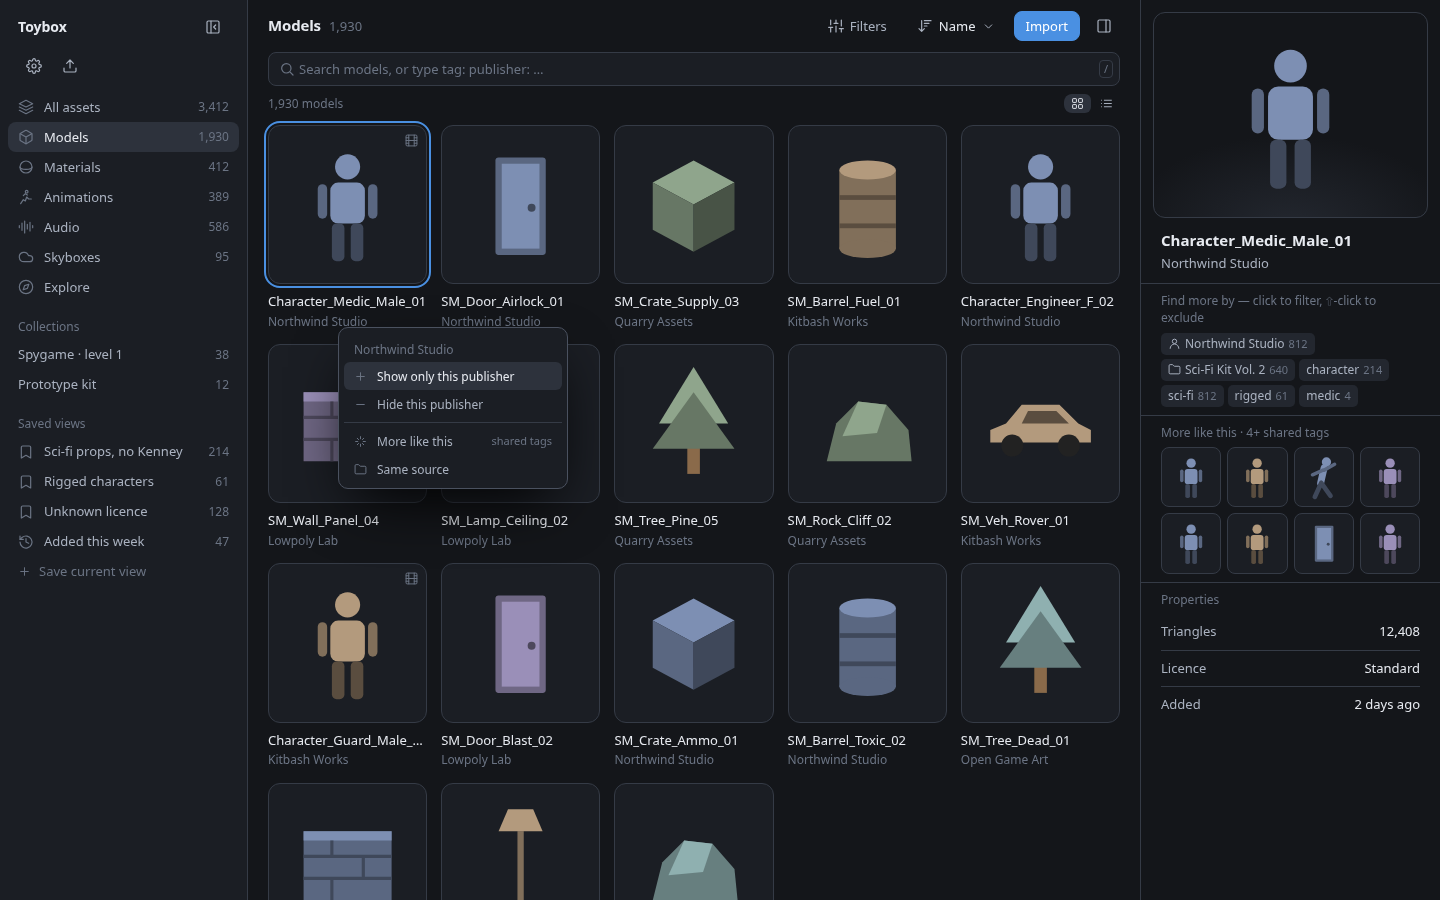 Toybox
All assets 3,412
Models 1,930
Materials 412
Animations 389
Audio 586
Skyboxes 95
Explore
Collections
Spygame · level 1 38
Prototype kit 12
Saved views
Sci-fi props, no Kenney 214
Rigged characters 61
Unknown licence 128
Added this week 47
Save current view
Models 1,930
Filters
Name
Import
Search models, or type tag: publisher: ...
/
1,930 models
Character_Medic_Male_01
Northwind Studio
SM_Door_Airlock_01
Northwind Studio
SM_Crate_Supply_03
Quarry Assets
SM_Barrel_Fuel_01
Kitbash Works
Character_Engineer_F_02
Northwind Studio
Northwind Studio
Show only this publisher
Hide this publisher
More like this shared tags
Same source
SM_Wall_Panel_04
Lowpoly Lab
SM_Lamp_Ceiling_02
Lowpoly Lab
SM_Tree_Pine_05
Quarry Assets
SM_Rock_Cliff_02
Quarry Assets
SM_Veh_Rover_01
Kitbash Works
Character_Guard_Male_...
Kitbash Works
SM_Door_Blast_02
Lowpoly Lab
SM_Crate_Ammo_01
Northwind Studio
SM_Barrel_Toxic_02
Northwind Studio
SM_Tree_Dead_01
Open Game Art
Character_Medic_Male_01
Northwind Studio
Find more by — click to filter, ⇧-click to
exclude
Northwind Studio 812
Sci-Fi Kit Vol. 2 640 character 214
sci-fi 812 rigged 61 medic 4
More like this · 4+ shared tags
Properties
Triangles 12,408
Licence Standard
Added 2 days ago